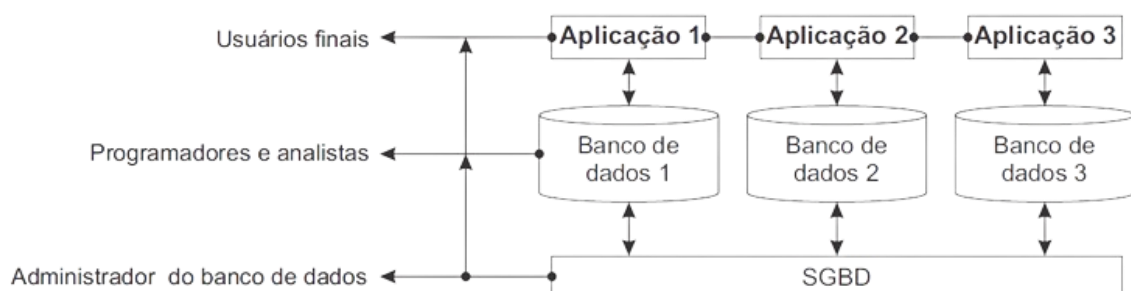 Usuários finais
Aplicação 1
Aplicação 2
Aplicação 3
Programadores e analistas
Banco de
dados 1
Banco de
dados 2
Banco de
dados 3
Administrador do banco de dados
SGBD